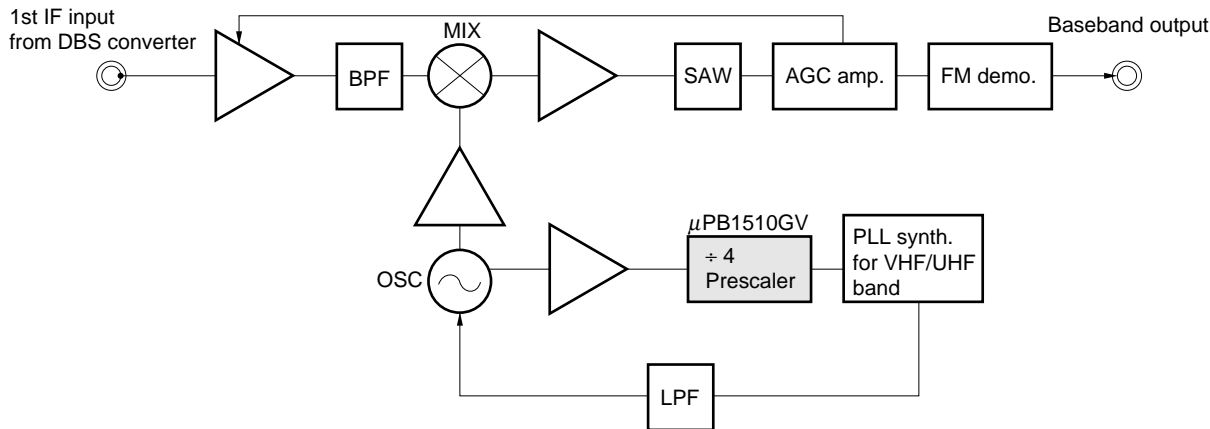 1st IF input
from DBS converter
MIX
Baseband output
BPF
SAW
AGC amp.
FM demo.
μPB1510GV
OSC
÷ 4
Prescaler
PLL synth.
for VHF/UHF
band
LPF